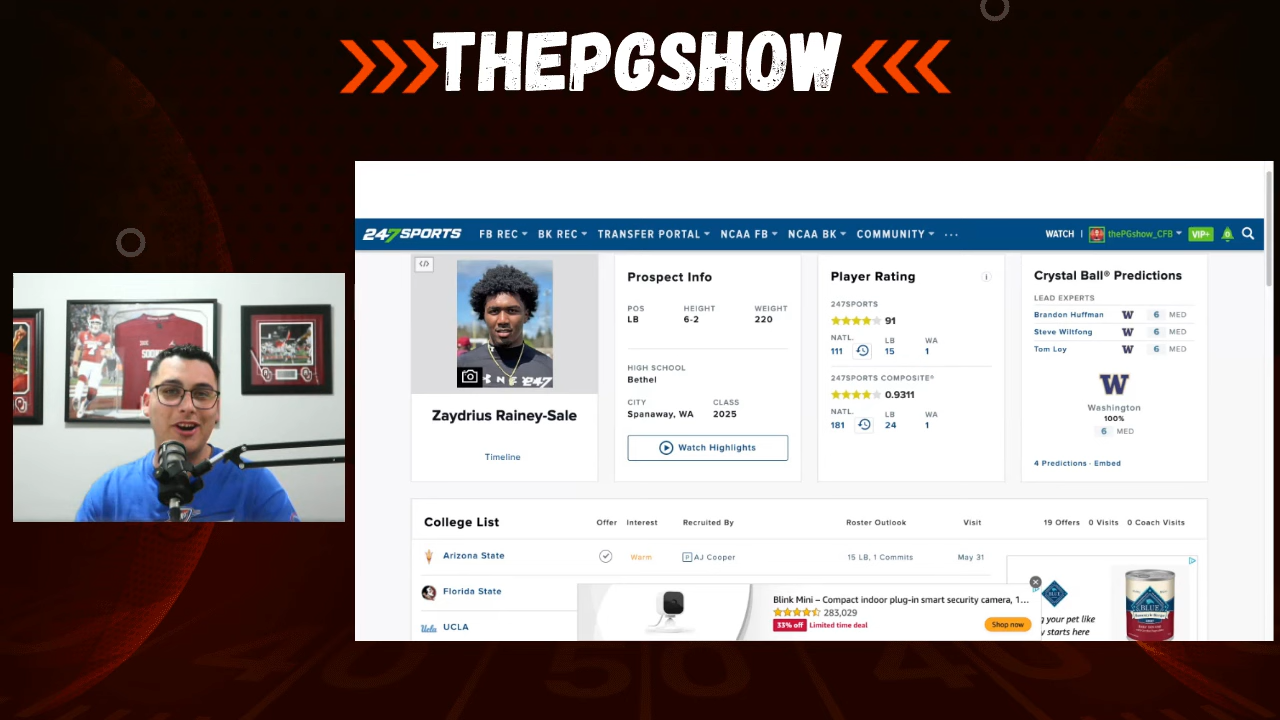 THEPGSHOW
247SPORTS FB REC BK REC TRANSFER PORTAL NCAA FB NCAA BK COMMUNITY ··· WATCH | thePGshow_CFB VIP+ 0
</> Prospect Info Player Rating i Crystal Ball® Predictions
POS HEIGHT WEIGHT 247SPORTS LEAD EXPERTS
LB 6-2 220 91 Brandon Huffman W 6 MED
NATL. LB WA Steve Wiltfong W 6 MED
111 15 1 Tom Loy W 6 MED
HIGH SCHOOL 247SPORTS COMPOSITE®
Bethel 0.9311 W
247
CITY CLASS NATL. LB WA Washington
Spanaway, WA 2025 181 24 1 100%
Zaydrius Rainey-Sale 6 MED
Watch Highlights
Timeline 4 Predictions · Embed
College List Offer Interest Recruited By Roster Outlook Visit 19 Offers 0 Visits 0 Coach Visits
Arizona State Warm P AJ Cooper 15 LB, 1 Commits May 31
Florida State
Blink Mini – Compact indoor plug-in smart security camera, 1...
283,029
UCLA 33% off Limited time deal Shop now
BLUE
g your pet like
y starts here
BLUE
50